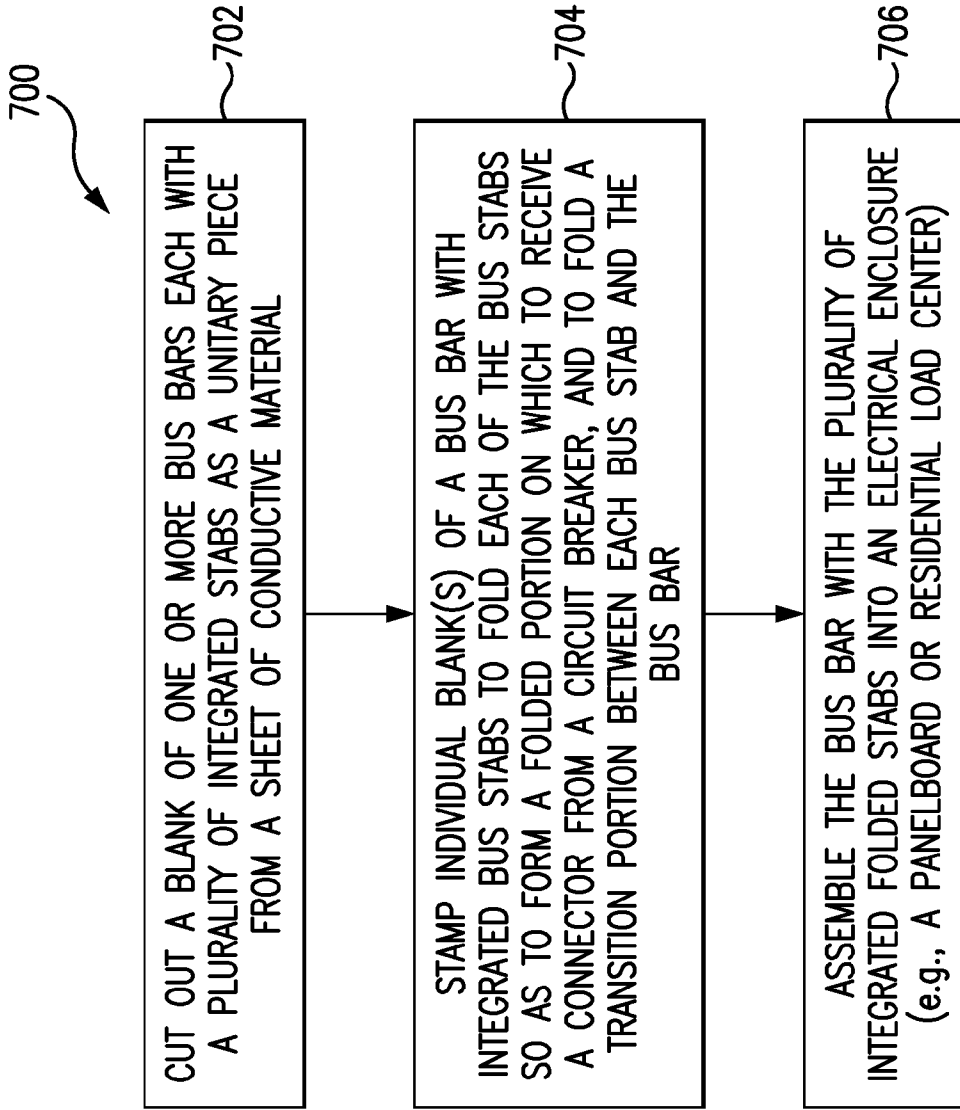 700
CUT OUT A BLANK OF ONE OR MORE BUS BARS EACH WITH
A PLURALITY OF INTEGRATED STABS AS A UNITARY PIECE
FROM A SHEET OF CONDUCTIVE MATERIAL
702
STAMP INDIVIDUAL BLANK(S) OF A BUS BAR WITH
INTEGRATED BUS STABS TO FOLD EACH OF THE BUS STABS
SO AS TO FORM A FOLDED PORTION ON WHICH TO RECEIVE
A CONNECTOR FROM A CIRCUIT BREAKER, AND TO FOLD A
TRANSITION PORTION BETWEEN EACH BUS STAB AND THE
BUS BAR
704
ASSEMBLE THE BUS BAR WITH THE PLURALITY OF
INTEGRATED FOLDED STABS INTO AN ELECTRICAL ENCLOSURE
(e.g., A PANELBOARD OR RESIDENTIAL LOAD CENTER)
706